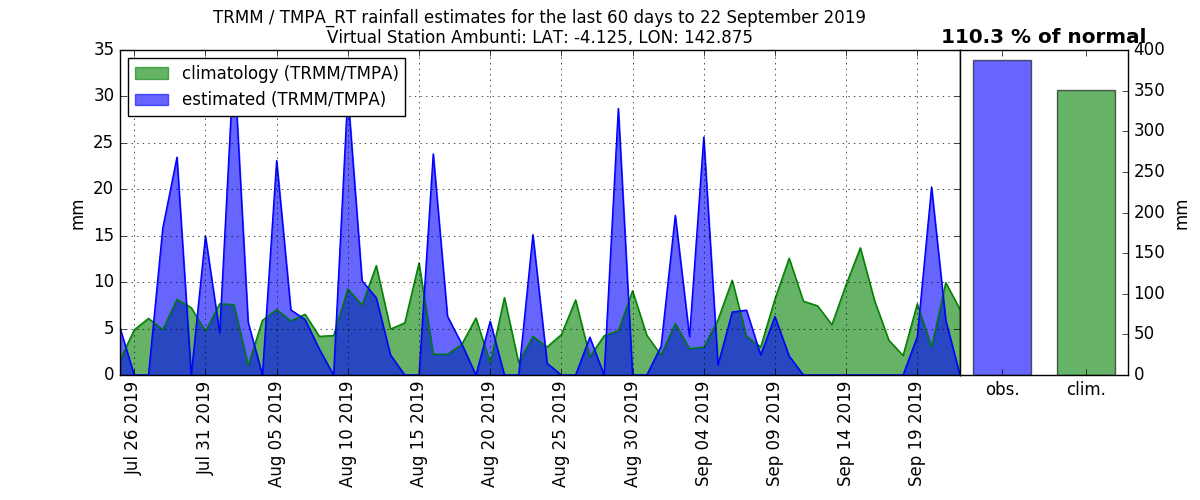 TRMM / TMPA_RT rainfall estimates for the last 60 days to 22 September 2019
Virtual Station Ambunti: LAT: -4.125, LON: 142.875
110.3 % of normal
climatology (TRMM/TMPA)
estimated (TRMM/TMPA)
35
30
25
20
15
10
5
0
mm
Jul 26 2019
Jul 31 2019
Aug 05 2019
Aug 10 2019
Aug 15 2019
Aug 20 2019
Aug 25 2019
Aug 30 2019
Sep 04 2019
Sep 09 2019
Sep 14 2019
Sep 19 2019
obs.
clim.
400
350
300
250
200
150
100
50
0
mm